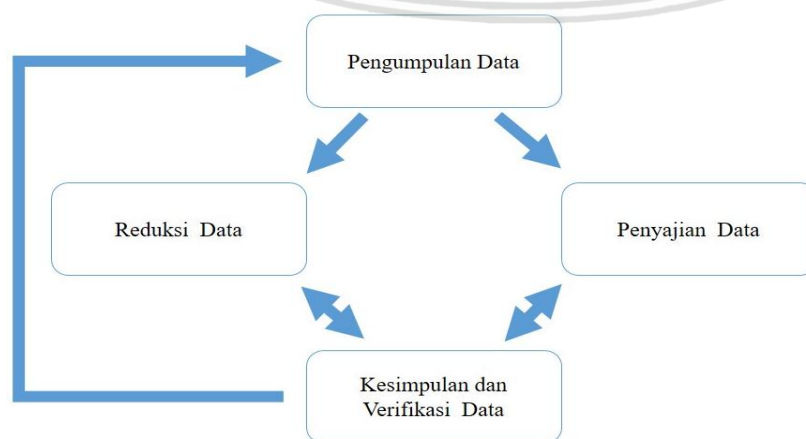 Pengumpulan Data
Reduksi Data
Penyajian Data
Kesimpulan dan
Verifikasi Data